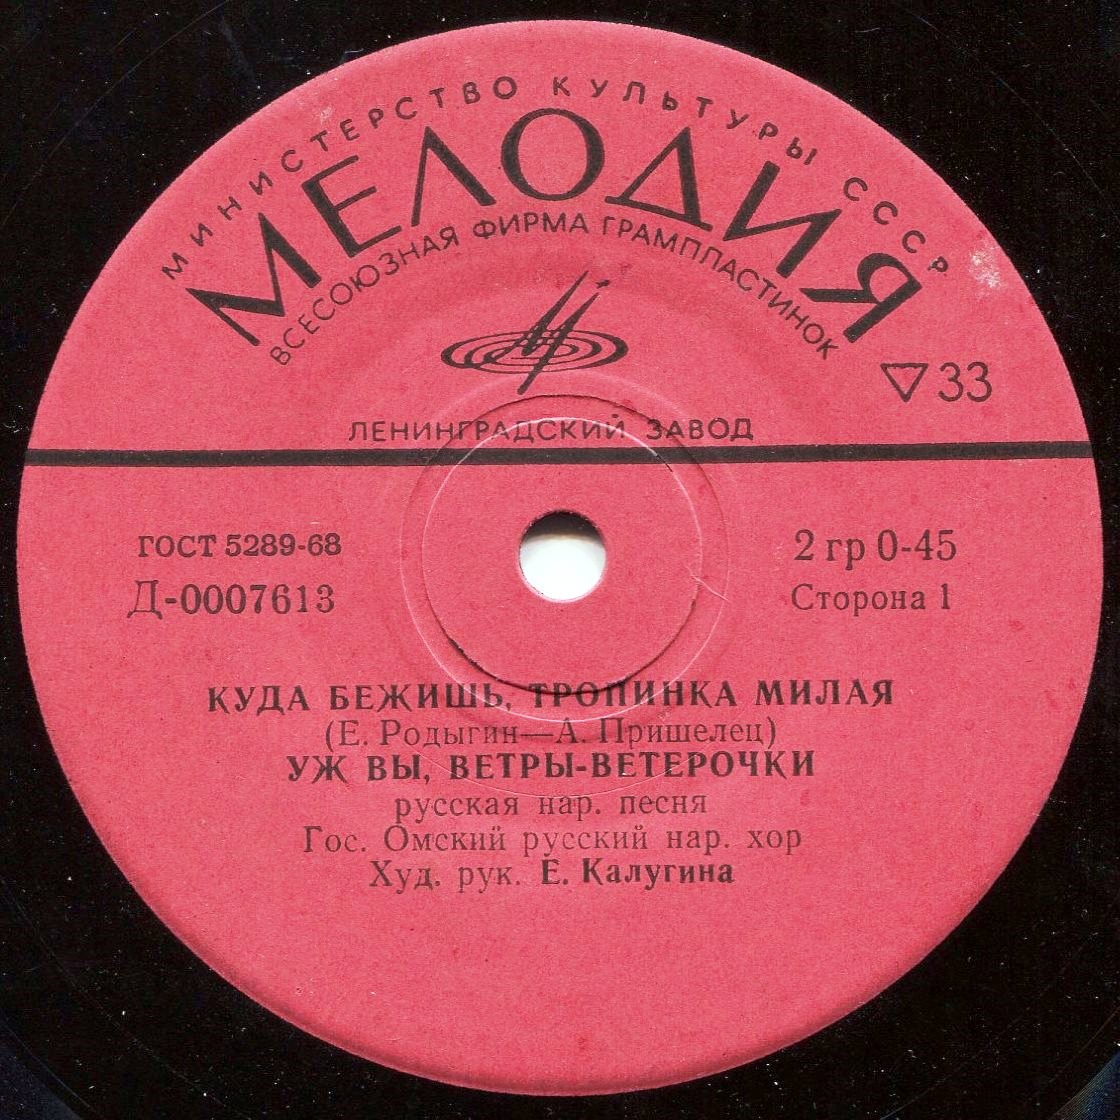 МИНИСТЕРСТВО КУЛЬТУРЫ СССР
МЕЛОДИЯ
ВСЕСОЮЗНАЯ ФИРМА ГРАМПЛАСТИНОК
33
ЛЕНИНГРАДСКИЙ ЗАВОД
ГОСТ 5289-68
2 гр 0-45
Д-0007613
Сторона 1
КУДА БЕЖИШЬ, ТРОПИНКА МИЛАЯ
(Е. Родыгин—А. Пришелец)
УЖ ВЫ, ВЕТРЫ-ВЕТЕРОЧКИ
русская нар. песня
Гос. Омский русский нар. хор
Худ. рук. Е. Калугина